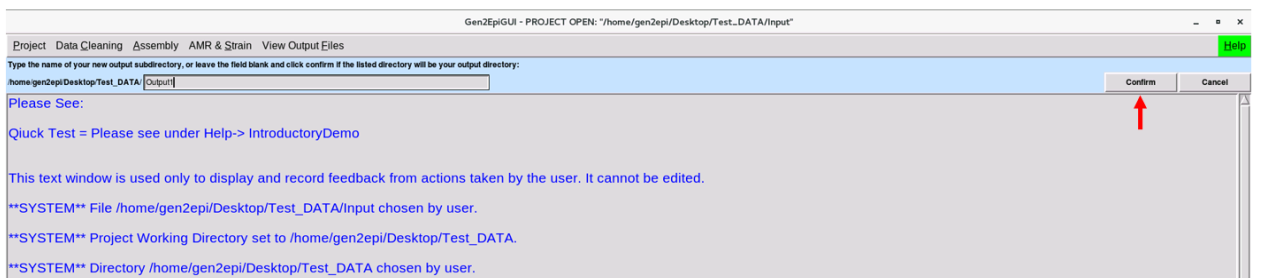 Gen2EpiGUI - PROJECT OPEN: "/home/gen2epi/Desktop/Test_DATA/Input"
Project Data Cleaning Assembly AMR & Strain View Output Files Help
Type the name of your new output subdirectory, or leave the field blank and click confirm if the listed directory will be your output directory:
/home/gen2epi/Desktop/Test_DATA/ Output1 Confirm Cancel
Please See:
Qiuck Test = Please see under Help-> IntroductoryDemo
This text window is used only to display and record feedback from actions taken by the user. It cannot be edited.
**SYSTEM** File /home/gen2epi/Desktop/Test_DATA/Input chosen by user.
**SYSTEM** Project Working Directory set to /home/gen2epi/Desktop/Test_DATA.
**SYSTEM** Directory /home/gen2epi/Desktop/Test_DATA chosen by user.